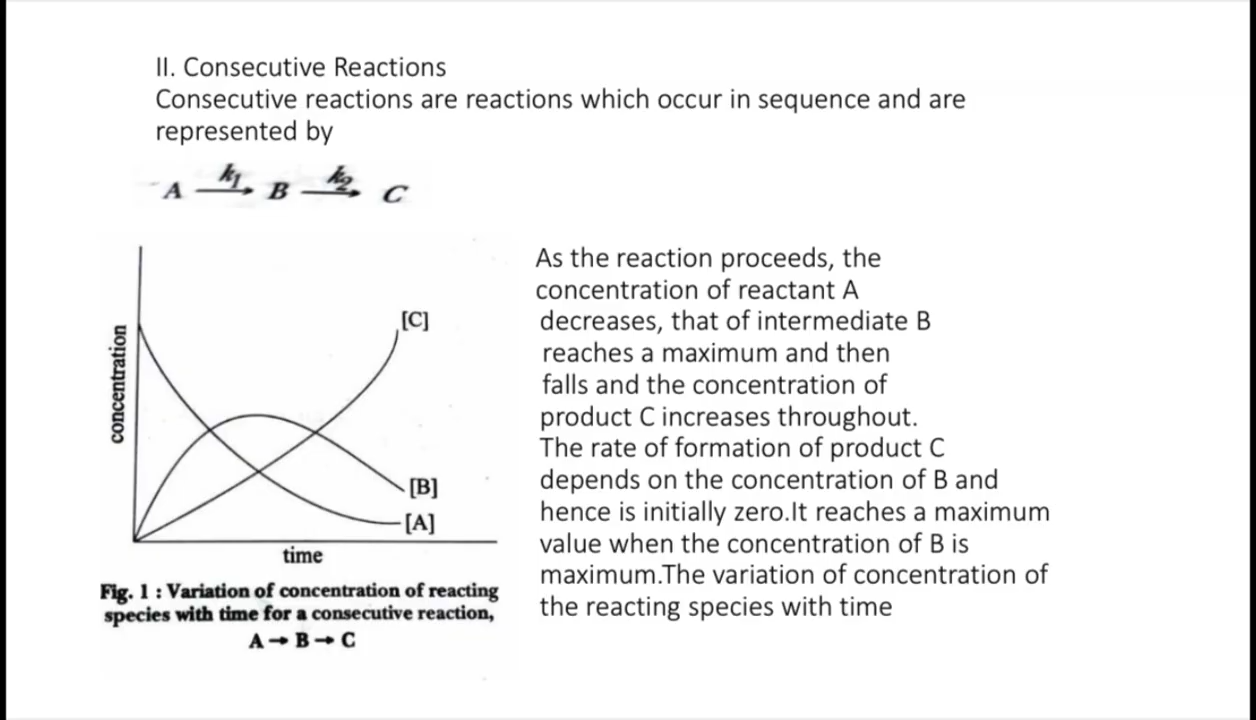 II. Consecutive Reactions
Consecutive reactions are reactions which occur in sequence and are
represented by
A k1 B k2 C
concentration
[C]
[B]
[A]
time
Fig. 1 : Variation of concentration of reacting
species with time for a consecutive reaction,
A → B → C
As the reaction proceeds, the
concentration of reactant A
decreases, that of intermediate B
reaches a maximum and then
falls and the concentration of
product C increases throughout.
The rate of formation of product C
depends on the concentration of B and
hence is initially zero.It reaches a maximum
value when the concentration of B is
maximum.The variation of concentration of
the reacting species with time